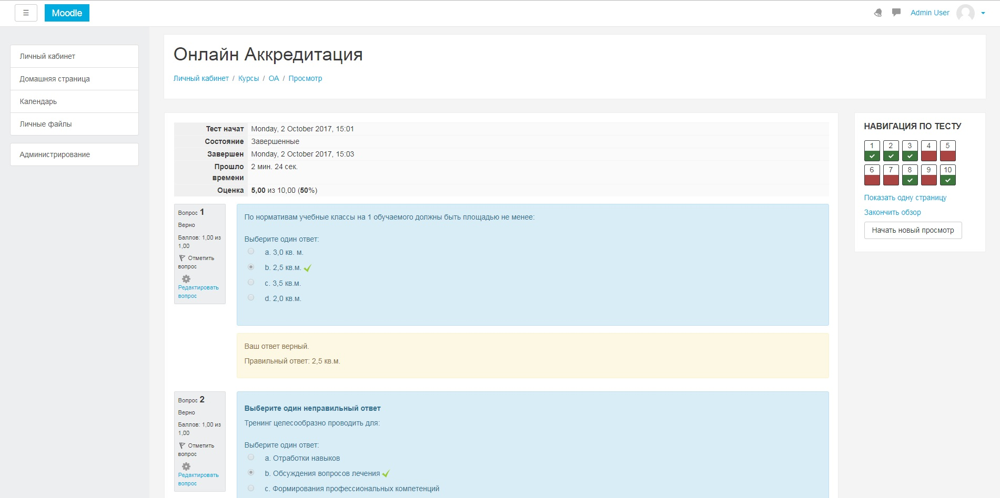 ☰ Moodle Admin User
Личный кабинет
Домашняя страница
Календарь
Личные файлы
Администрирование
Онлайн Аккредитация
Личный кабинет / Курсы / ОА / Просмотр
Тест начат Monday, 2 October 2017, 15:01
Состояние Завершенные
Завершен Monday, 2 October 2017, 15:03
Прошло 2 мин. 24 сек.
времени
Оценка 5,00 из 10,00 (50%)
Вопрос 1
Верно
Баллов: 1,00 из
1,00
Отметить
вопрос
Редактировать
вопрос
По нормативам учебные классы на 1 обучаемого должны быть площадью не менее:
Выберите один ответ:
a. 3,0 кв. м.
b. 2,5 кв.м.
c. 3,5 кв.м.
d. 2,0 кв.м.
Ваш ответ верный.
Правильный ответ: 2,5 кв.м.
Вопрос 2
Верно
Баллов: 1,00 из
1,00
Отметить
вопрос
Редактировать
вопрос
Выберите один неправильный ответ
Тренинг целесообразно проводить для:
Выберите один ответ:
a. Отработки навыков
b. Обсуждения вопросов лечения
c. Формирования профессиональных компетенций
НАВИГАЦИЯ ПО ТЕСТУ
1 2 3 4 5
6 7 8 9 10
Показать одну страницу
Закончить обзор
Начать новый просмотр